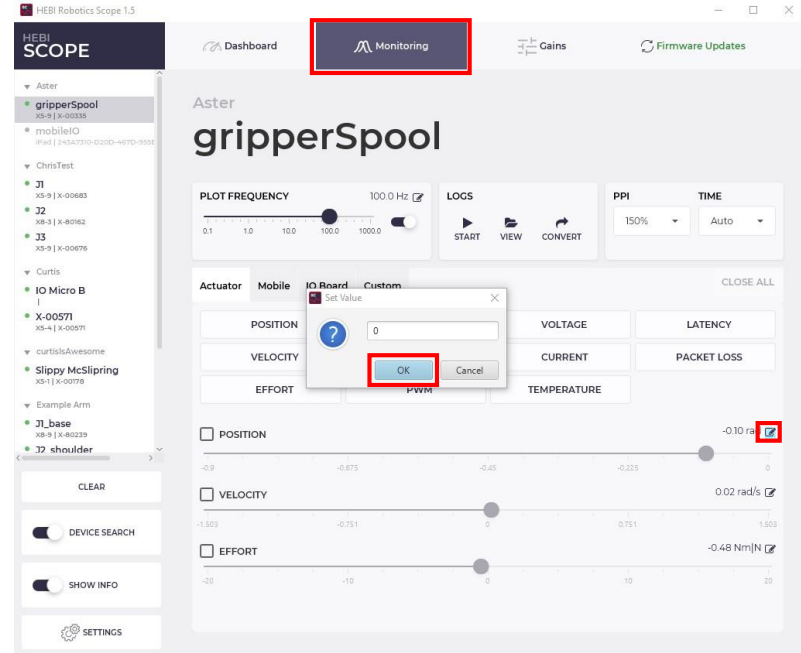 HEBI Robotics Scope 1.5
HEBI
SCOPE
Dashboard
Monitoring
Gains
Firmware Updates
Aster
gripperSpool
X5-9 | X-00335
mobileIO
ChrisTest
J1
X5-9 | X-00683
J2
X8-3 | X-80162
J3
X5-9 | X-00676
Curtis
IO Micro B
|
X-00571
X5-4 | X-00571
curtisIsAwesome
Slippy McSlipring
X5-1 | X-00178
Example Arm
J1_base
X8-9 | X-80239
J2_shoulder
CLEAR
DEVICE SEARCH
SHOW INFO
SETTINGS
Aster
gripperSpool
PLOT FREQUENCY
100.0 Hz
0.1 1.0 10.0 100.0 1000.0
LOGS
START VIEW CONVERT
PPI TIME
150% Auto
Actuator Mobile IO Board Custom
CLOSE ALL
POSITION VOLTAGE LATENCY
VELOCITY CURRENT PACKET LOSS
EFFORT PWM TEMPERATURE
Set Value
?
0
OK Cancel
POSITION -0.10 rad
-0.9 -0.675 -0.45 -0.225 0
VELOCITY 0.02 rad/s
-1.503 -0.751 0 0.751 1.503
EFFORT -0.48 Nm|N
-20 -10 0 10 20